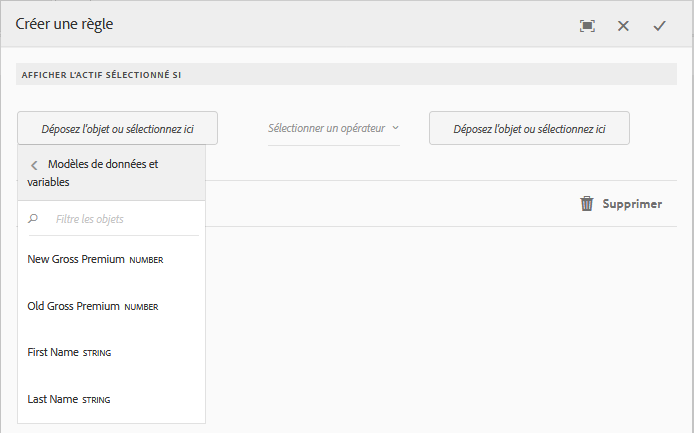 Créer une règle
AFFICHER L'ACTIF SÉLECTIONNÉ SI
Déposez l'objet ou sélectionnez ici
Sélectionner un opérateur
Déposez l'objet ou sélectionnez ici
Modèles de données et
variables
Supprimer
Filtre les objets
New Gross Premium NUMBER
Old Gross Premium NUMBER
First Name STRING
Last Name STRING